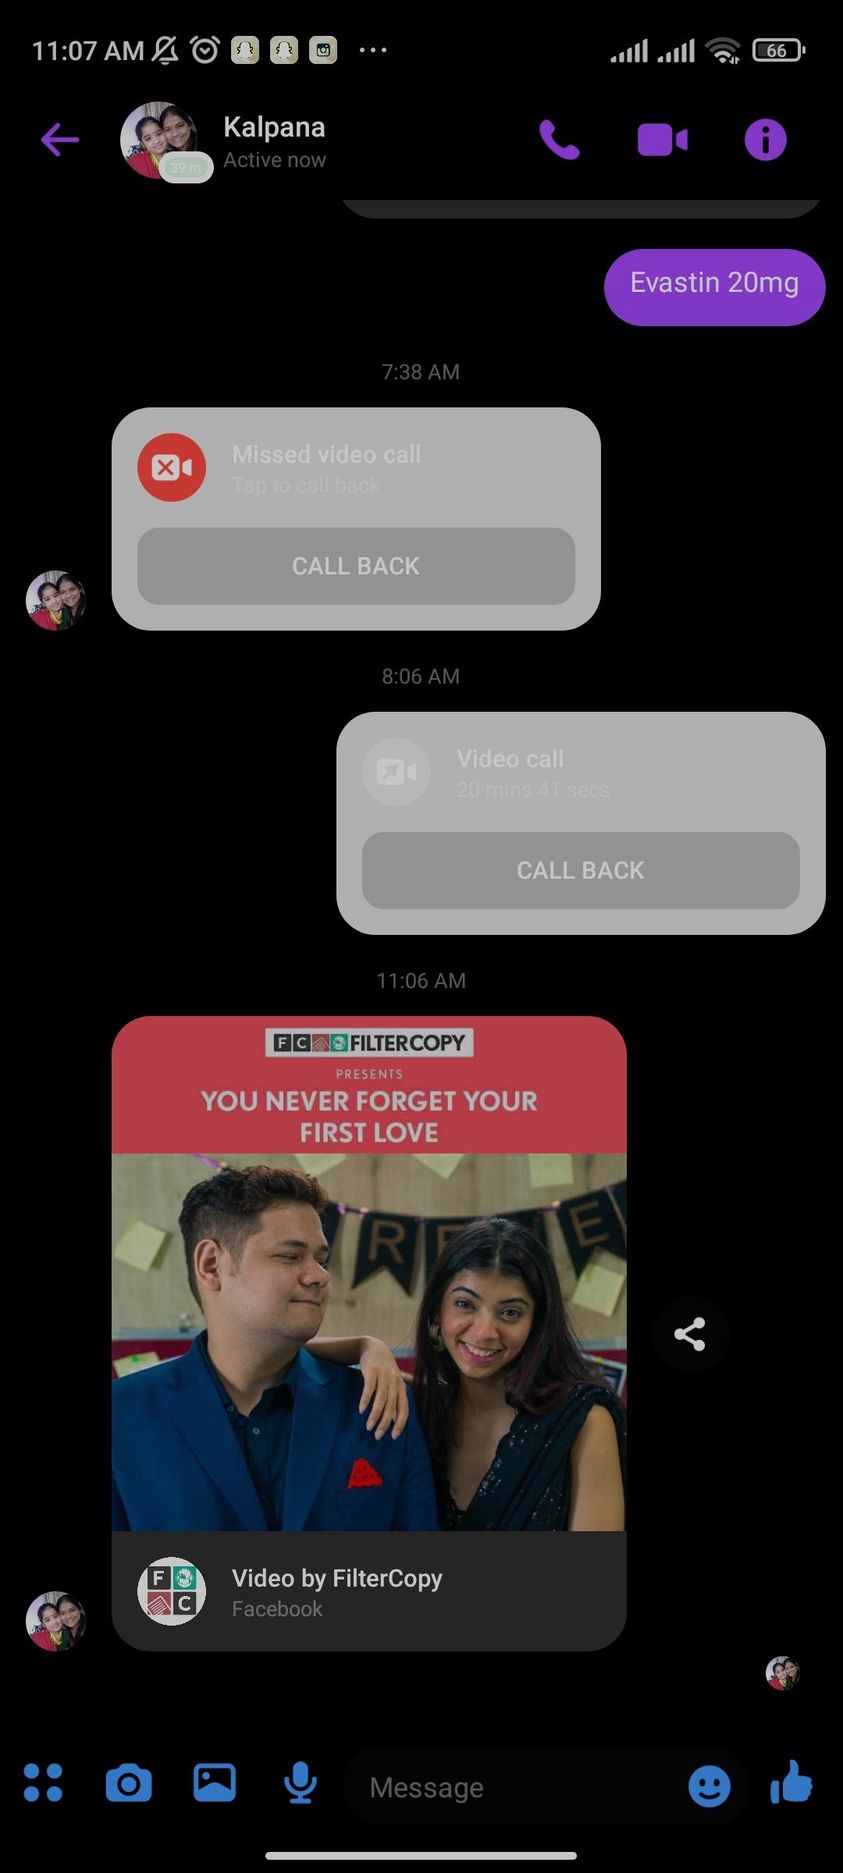 11:07 AM
66
Kalpana
39 m
Active now
Evastin 20mg
7:38 AM
Missed video call
Tap to call back
CALL BACK
8:06 AM
Video call
20 mins 41 secs
CALL BACK
11:06 AM
FC FILTERCOPY
PRESENTS
YOU NEVER FORGET YOUR
FIRST LOVE
R E E
F
C
Video by FilterCopy
Facebook
Message